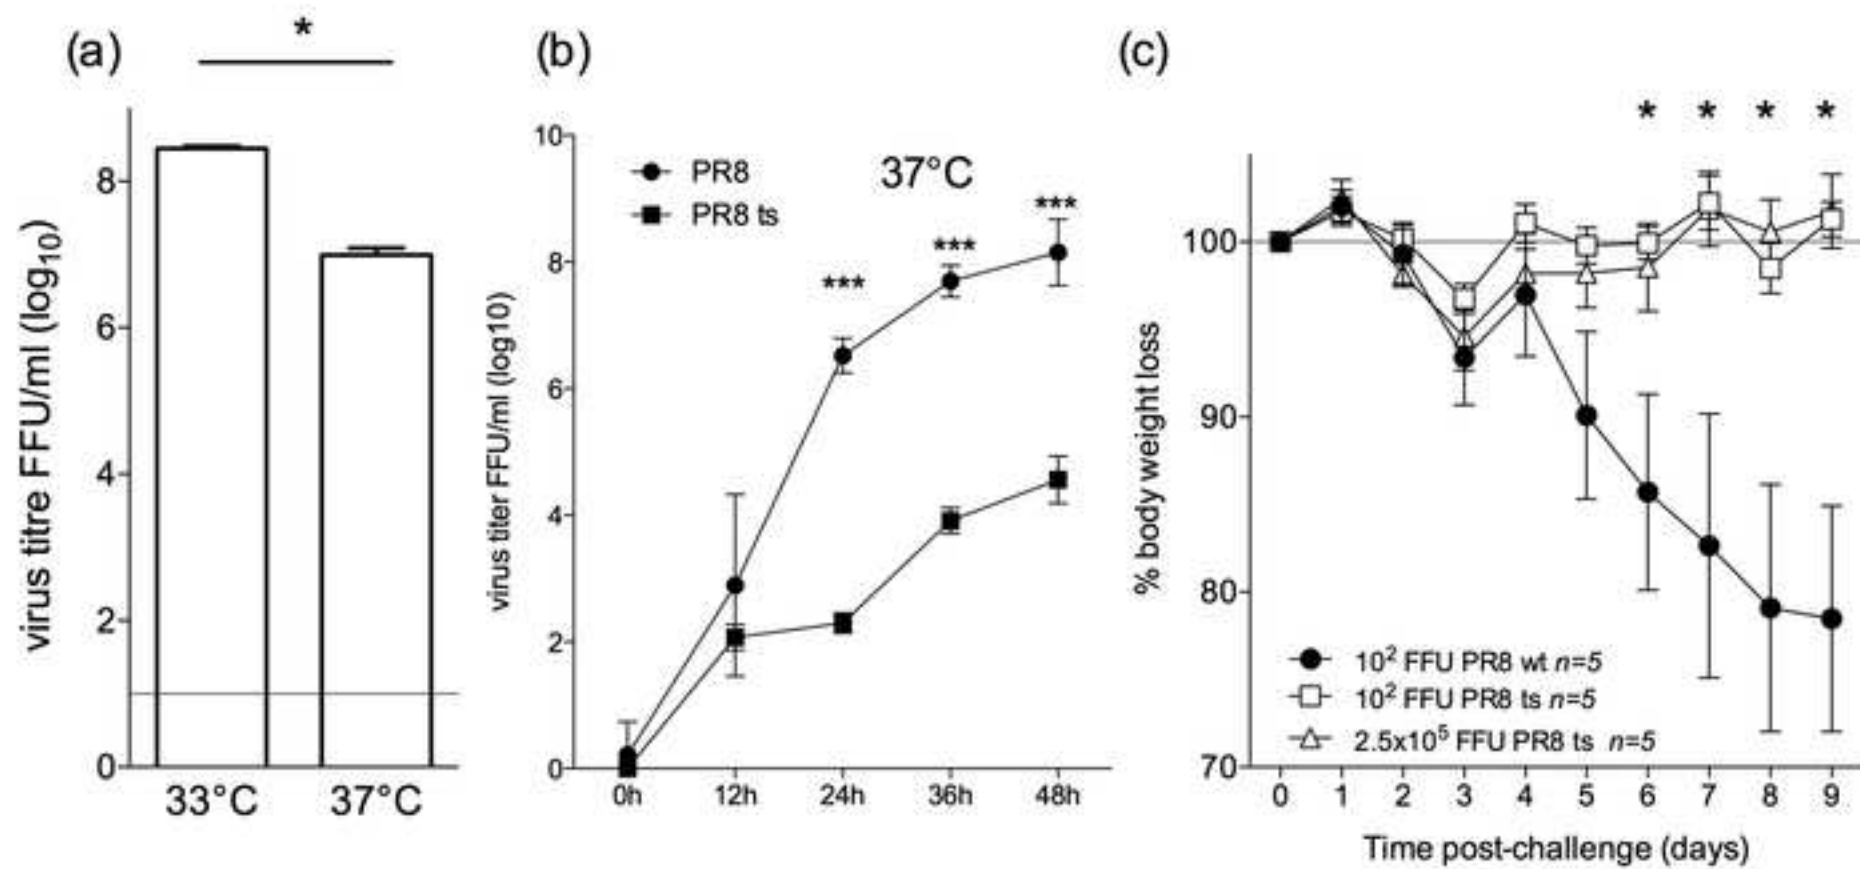 (a)
*
virus titre FFU/ml (log10)
8
6
4
2
0
33°C
37°C
(b)
virus titer FFU/ml (log10)
10
8
6
4
2
0
PR8
PR8 ts
37°C
***
***
***
0h
12h
24h
36h
48h
(c)
* * * *
% body weight loss
100
90
80
70
10² FFU PR8 wt n=5
10² FFU PR8 ts n=5
2.5x10⁵ FFU PR8 ts n=5
0 1 2 3 4 5 6 7 8 9
Time post-challenge (days)